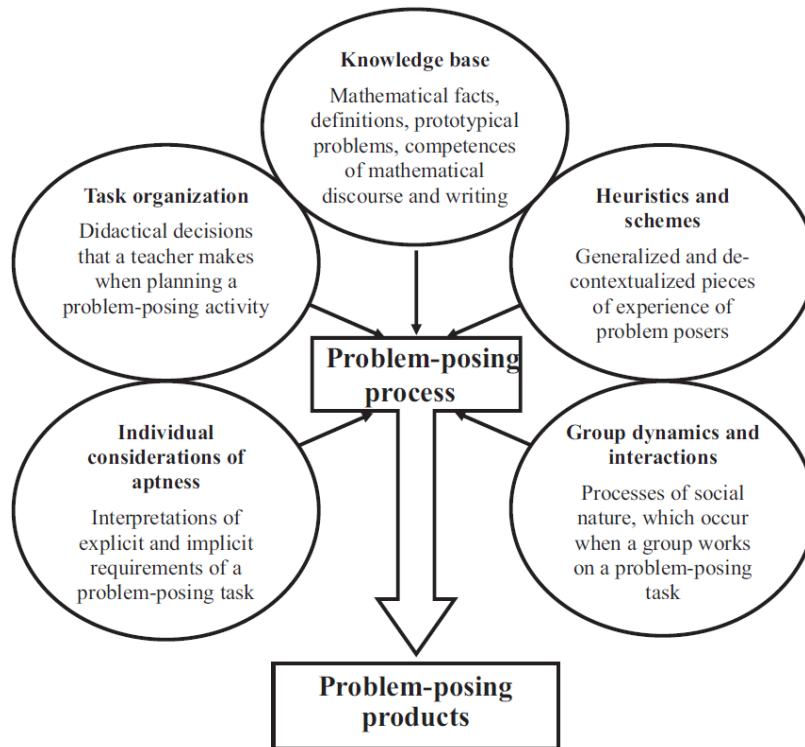 Knowledge base
Mathematical facts,
definitions, prototypical
problems, competences
of mathematical
discourse and writing
Task organization
Didactical decisions
that a teacher makes
when planning a
problem-posing activity
Heuristics and
schemes
Generalized and de-
contextualized pieces
of experience of
problem posers
Problem-posing
process
Individual
considerations of
aptness
Interpretations of
explicit and implicit
requirements of a
problem-posing task
Group dynamics and
interactions
Processes of social
nature, which occur
when a group works
on a problem-posing
task
Problem-posing
products